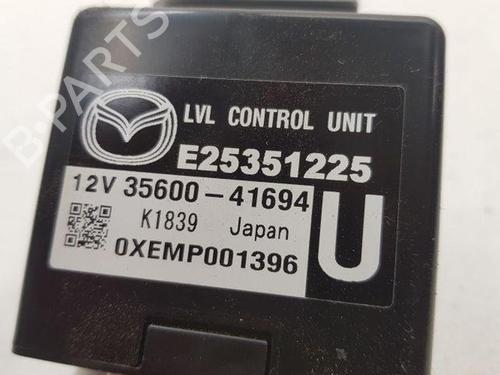 B-PARTS
LVL CONTROL UNIT
E25351225
12V 35600-41694
K1839 Japan
0XEMP001396
U